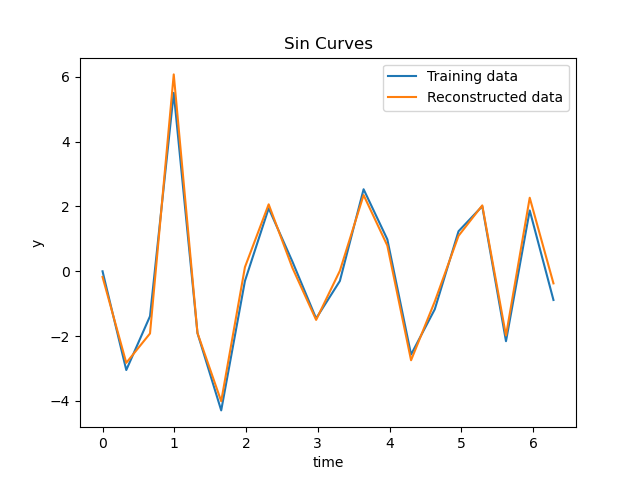 Sin Curves
Training data
Reconstructed data
6
4
2
0
−2
−4
y
0 1 2 3 4 5 6
time